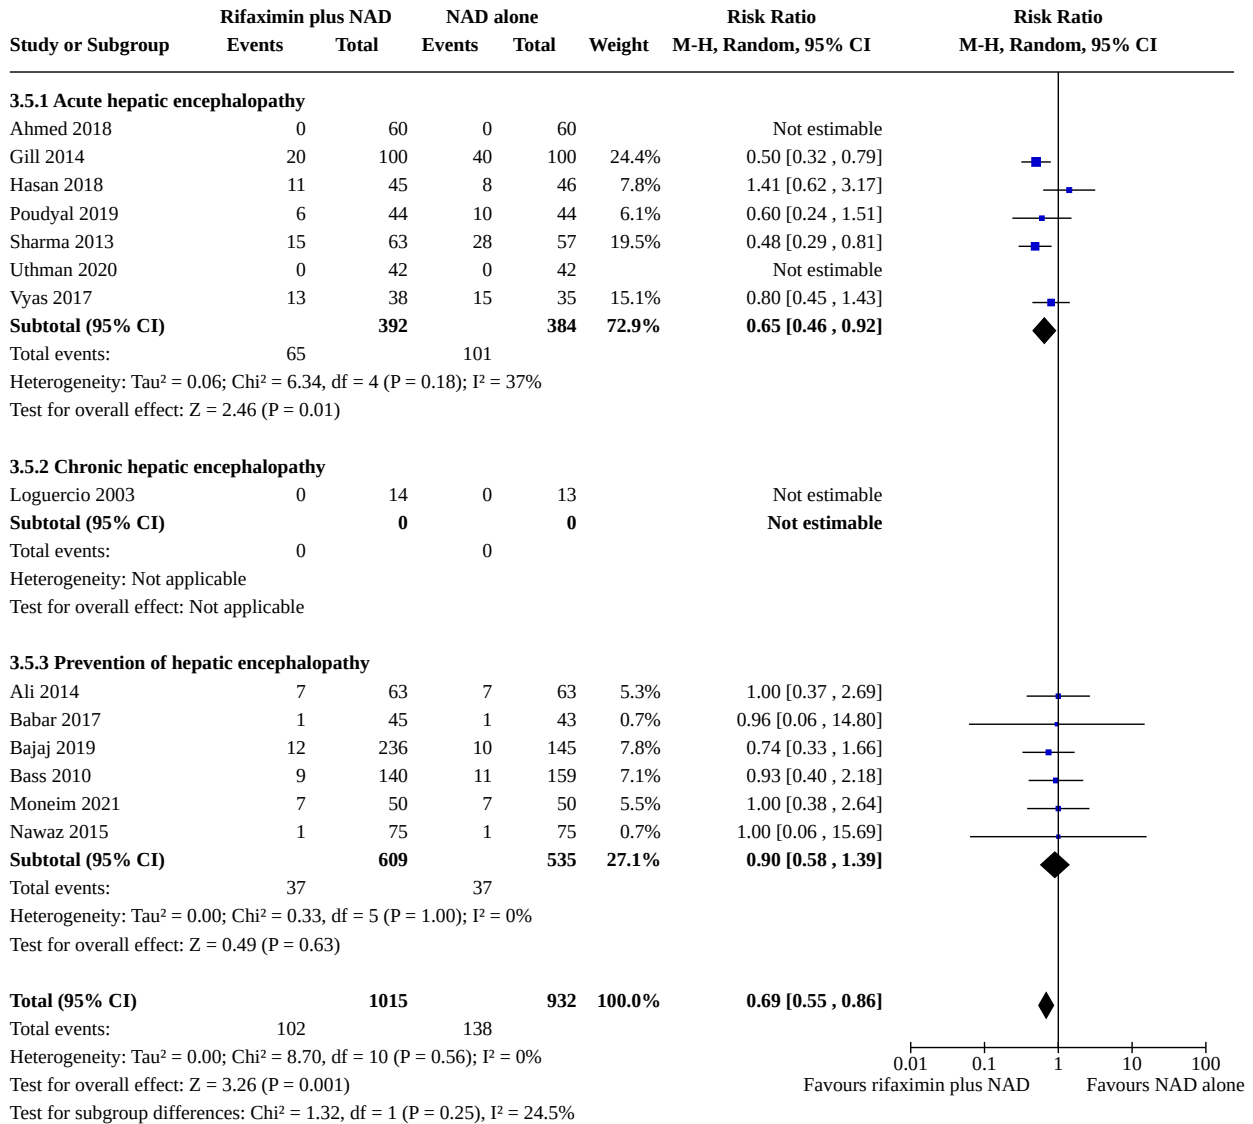 Rifaximin plus NAD NAD alone Risk Ratio Risk Ratio
Study or Subgroup Events Total Events Total Weight M-H, Random, 95% CI M-H, Random, 95% CI
3.5.1 Acute hepatic encephalopathy
Ahmed 2018 0 60 0 60 Not estimable
Gill 2014 20 100 40 100 24.4% 0.50 [0.32 , 0.79]
Hasan 2018 11 45 8 46 7.8% 1.41 [0.62 , 3.17]
Poudyal 2019 6 44 10 44 6.1% 0.60 [0.24 , 1.51]
Sharma 2013 15 63 28 57 19.5% 0.48 [0.29 , 0.81]
Uthman 2020 0 42 0 42 Not estimable
Vyas 2017 13 38 15 35 15.1% 0.80 [0.45 , 1.43]
Subtotal (95% CI) 392 384 72.9% 0.65 [0.46 , 0.92]
Total events: 65 101
Heterogeneity: Tau² = 0.06; Chi² = 6.34, df = 4 (P = 0.18); I² = 37%
Test for overall effect: Z = 2.46 (P = 0.01)
3.5.2 Chronic hepatic encephalopathy
Loguercio 2003 0 14 0 13 Not estimable
Subtotal (95% CI) 0 0 Not estimable
Total events: 0 0
Heterogeneity: Not applicable
Test for overall effect: Not applicable
3.5.3 Prevention of hepatic encephalopathy
Ali 2014 7 63 7 63 5.3% 1.00 [0.37 , 2.69]
Babar 2017 1 45 1 43 0.7% 0.96 [0.06 , 14.80]
Bajaj 2019 12 236 10 145 7.8% 0.74 [0.33 , 1.66]
Bass 2010 9 140 11 159 7.1% 0.93 [0.40 , 2.18]
Moneim 2021 7 50 7 50 5.5% 1.00 [0.38 , 2.64]
Nawaz 2015 1 75 1 75 0.7% 1.00 [0.06 , 15.69]
Subtotal (95% CI) 609 535 27.1% 0.90 [0.58 , 1.39]
Total events: 37 37
Heterogeneity: Tau² = 0.00; Chi² = 0.33, df = 5 (P = 1.00); I² = 0%
Test for overall effect: Z = 0.49 (P = 0.63)
Total (95% CI) 1015 932 100.0% 0.69 [0.55 , 0.86]
Total events: 102 138
Heterogeneity: Tau² = 0.00; Chi² = 8.70, df = 10 (P = 0.56); I² = 0%
0.01 0.1 1 10 100
Test for overall effect: Z = 3.26 (P = 0.001) Favours rifaximin plus NAD Favours NAD alone
Test for subgroup differences: Chi² = 1.32, df = 1 (P = 0.25), I² = 24.5%